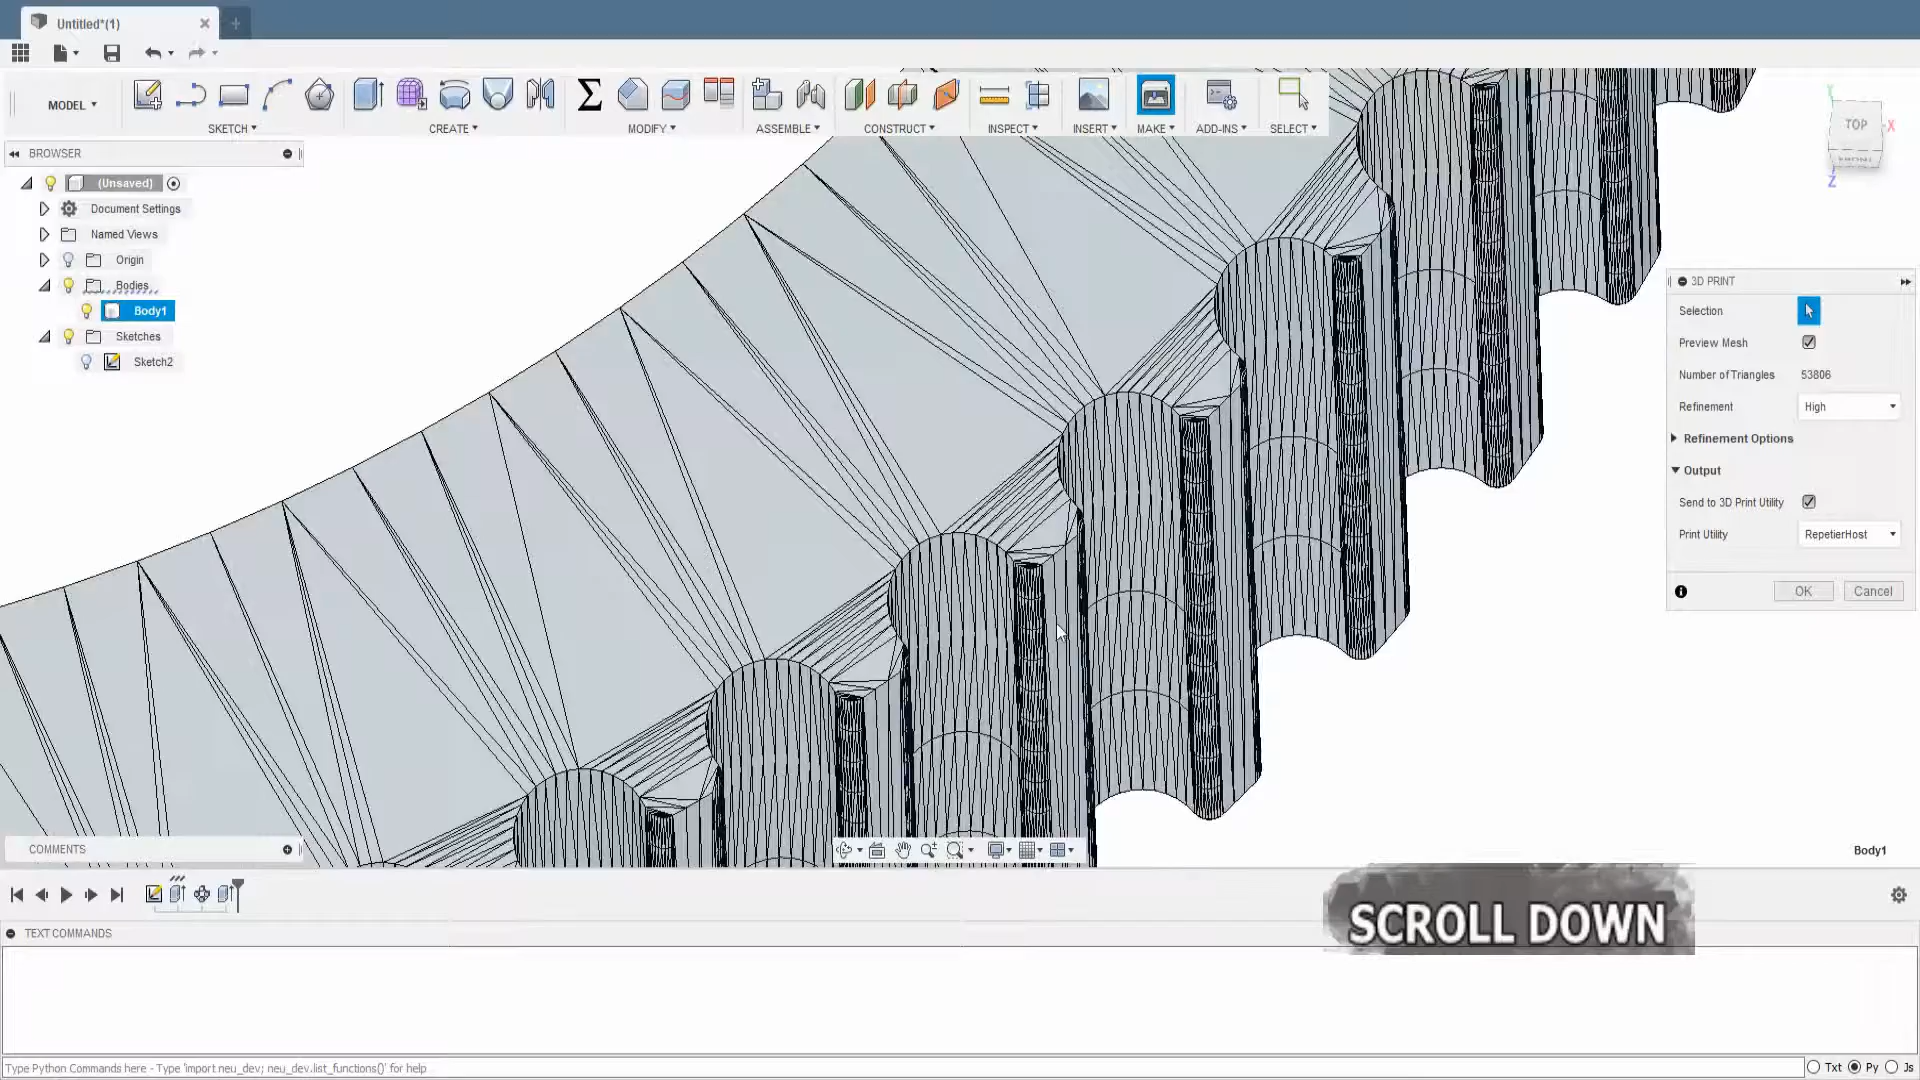 Untitled*(1)
MODEL
SKETCH
CREATE
MODIFY
ASSEMBLE
CONSTRUCT
INSPECT
INSERT
MAKE
ADD-INS
SELECT
TOP
FRONT
X
Z
BROWSER
(Unsaved)
Document Settings
Named Views
Origin
Bodies
Body1
Sketches
Sketch2
3D PRINT
Selection
Preview Mesh
Number of Triangles 53806
Refinement High
Refinement Options
Output
Send to 3D Print Utility
Print Utility RepetierHost
OK Cancel
COMMENTS
Body1
SCROLL DOWN
TEXT COMMANDS
Type Python Commands here - Type 'import neu_dev; neu_dev.list_functions()' for help
Txt Py Js